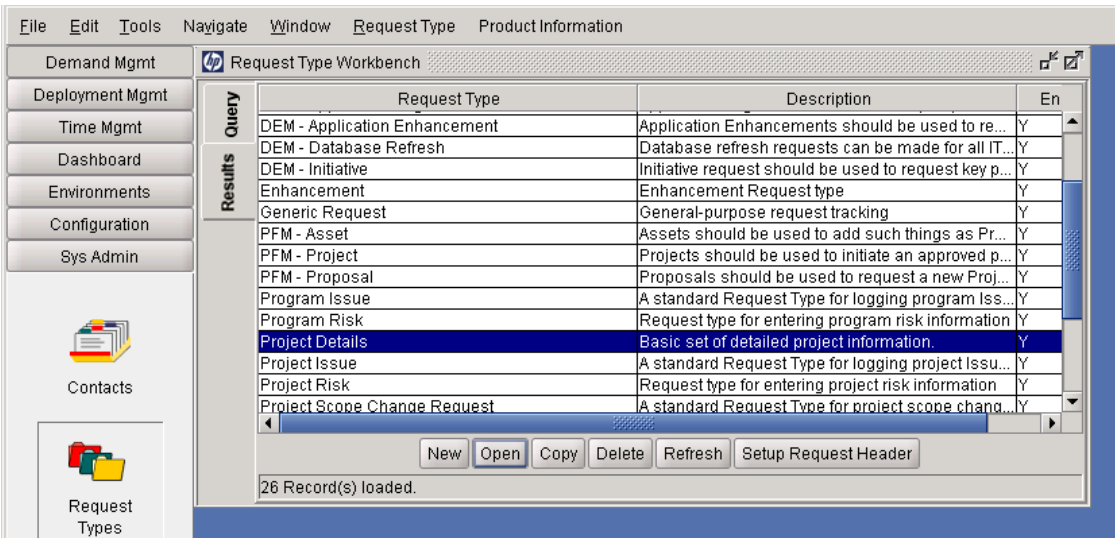 File Edit Tools Navigate Window Request Type Product Information
Demand Mgmt
Deployment Mgmt
Time Mgmt
Dashboard
Environments
Configuration
Sys Admin
Contacts
Request
Types
hp Request Type Workbench
Query
Results
Request Type Description En
DEM - Application Enhancement Application Enhancements should be used to re... Y
DEM - Database Refresh Database refresh requests can be made for all IT... Y
DEM - Initiative Initiative request should be used to request key p... Y
Enhancement Enhancement Request type Y
Generic Request General-purpose request tracking Y
PFM - Asset Assets should be used to add such things as Pr... Y
PFM - Project Projects should be used to initiate an approved p... Y
PFM - Proposal Proposals should be used to request a new Proj... Y
Program Issue A standard Request Type for logging program Iss... Y
Program Risk Request type for entering program risk information Y
Project Details Basic set of detailed project information. Y
Project Issue A standard Request Type for logging project Issu... Y
Project Risk Request type for entering project risk information Y
Project Scope Change Request A standard Request Type for project scope chang... Y
New Open Copy Delete Refresh Setup Request Header
26 Record(s) loaded.